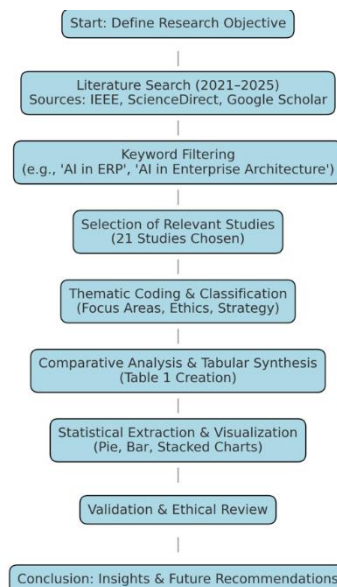 Start: Define Research Objective
Literature Search (2021–2025)
Sources: IEEE, ScienceDirect, Google Scholar
Keyword Filtering
(e.g., 'AI in ERP', 'AI in Enterprise Architecture')
Selection of Relevant Studies
(21 Studies Chosen)
Thematic Coding & Classification
(Focus Areas, Ethics, Strategy)
Comparative Analysis & Tabular Synthesis
(Table 1 Creation)
Statistical Extraction & Visualization
(Pie, Bar, Stacked Charts)
Validation & Ethical Review
Conclusion: Insights & Future Recommendations